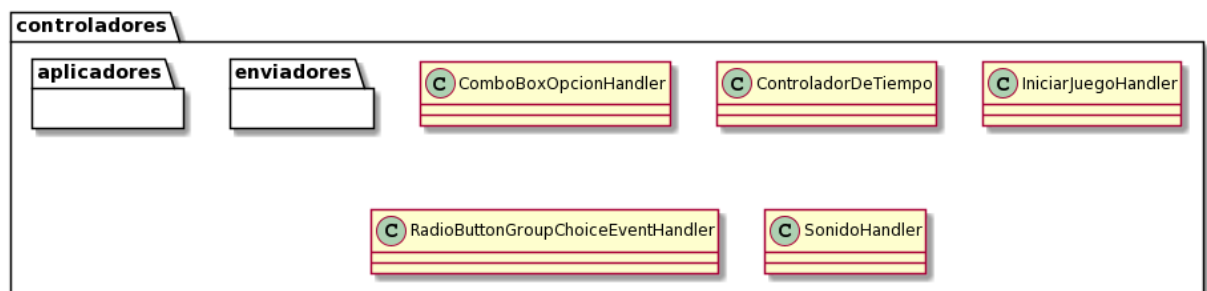 controladores
aplicadores
enviadores
C ComboBoxOpcionHandler
C ControladorDeTiempo
C IniciarJuegoHandler
C RadioButtonGroupChoiceEventHandler
C SonidoHandler